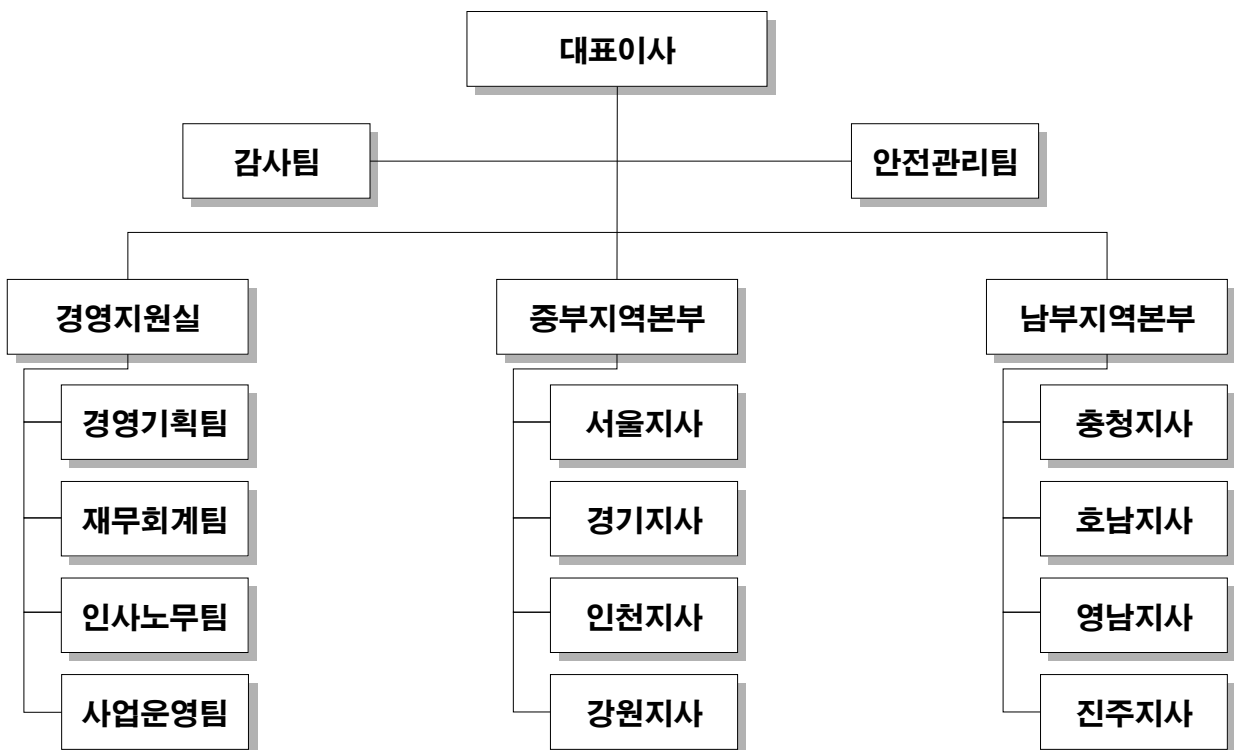 대표이사
감사팀
안전관리팀
경영지원실
중부지역본부
남부지역본부
경영기획팀
서울지사
충청지사
재무회계팀
경기지사
호남지사
인사노무팀
인천지사
영남지사
사업운영팀
강원지사
진주지사